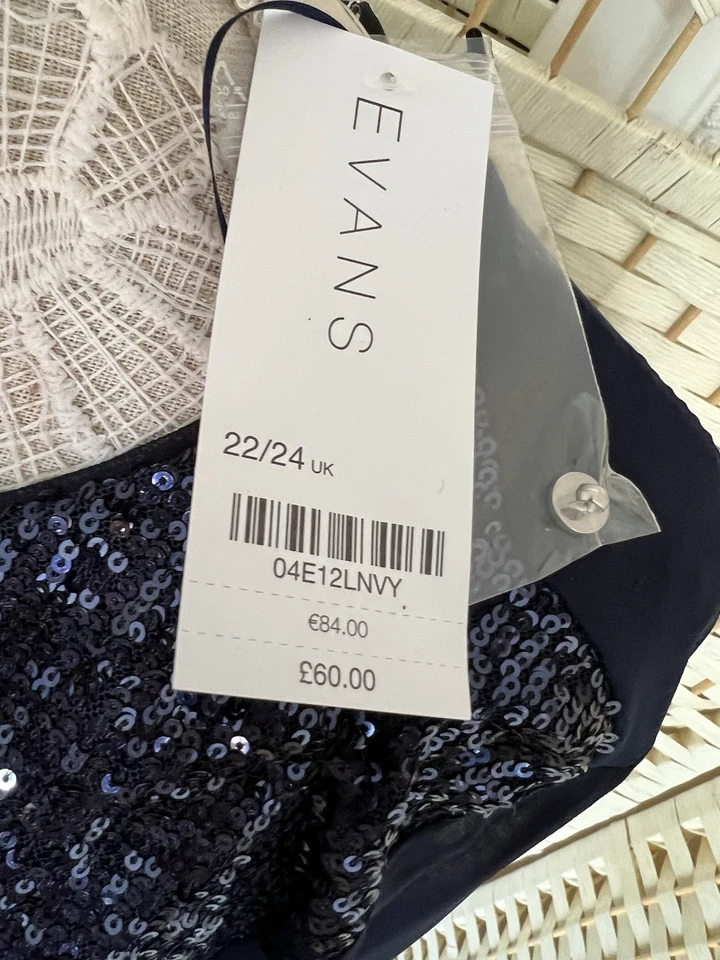 EVANS
22/24 UK
04E12LNVY
€84.00
£60.00